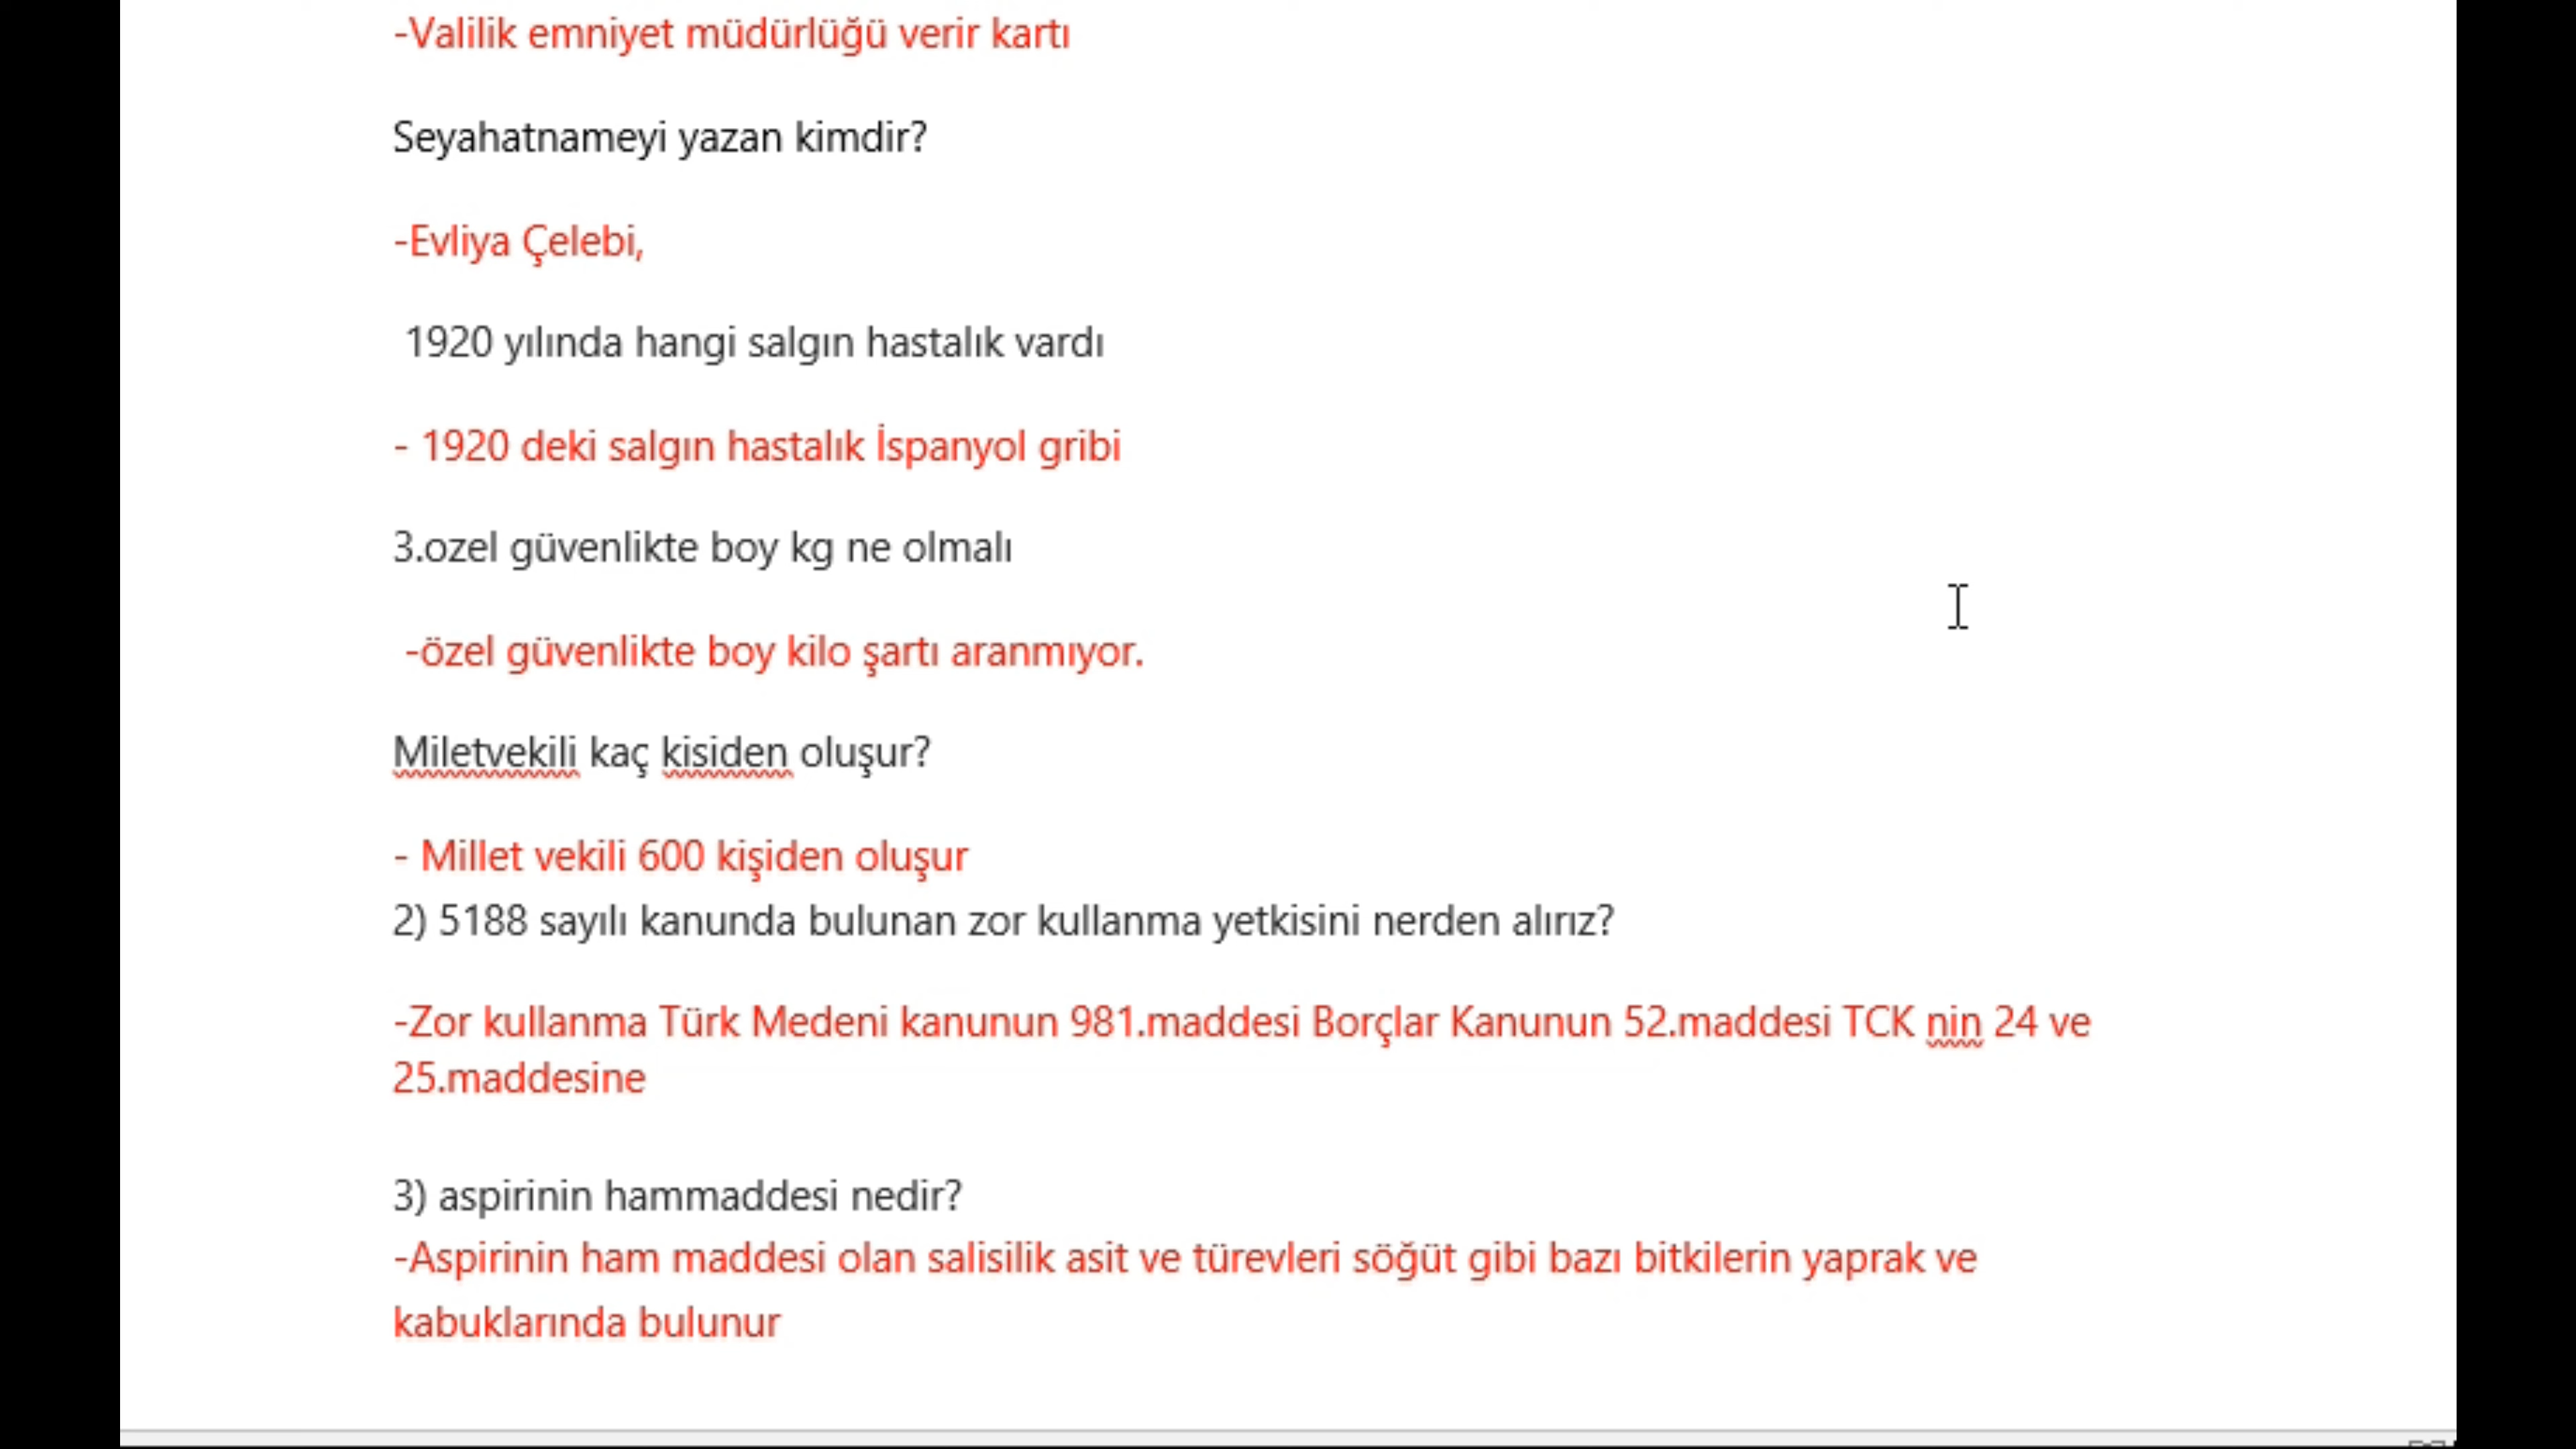 -Valilik emniyet müdürlüğü verir kartı
Seyahatnameyi yazan kimdir?
-Evliya Çelebi,
1920 yılında hangi salgın hastalık vardı
- 1920 deki salgın hastalık İspanyol gribi
3.ozel güvenlikte boy kg ne olmalı
-özel güvenlikte boy kilo şartı aranmıyor.
Miletvekili kaç kisiden oluşur?
- Millet vekili 600 kişiden oluşur
2) 5188 sayılı kanunda bulunan zor kullanma yetkisini nerden alırız?
-Zor kullanma Türk Medeni kanunun 981.maddesi Borçlar Kanunun 52.maddesi TCK nin 24 ve
25.maddesine
3) aspirinin hammaddesi nedir?
-Aspirinin ham maddesi olan salisilik asit ve türevleri söğüt gibi bazı bitkilerin yaprak ve
kabuklarında bulunur